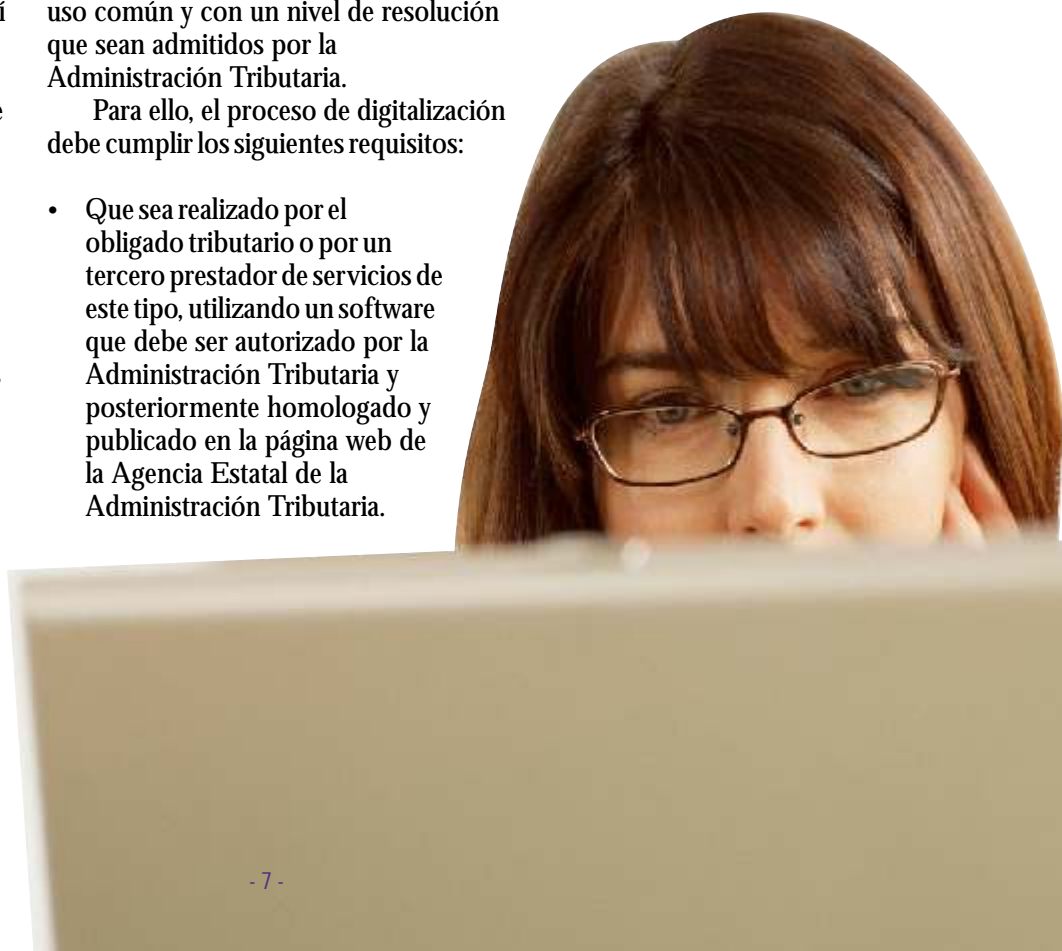 uso común y con un nivel de resolución
que sean admitidos por la
Administración Tributaria.
Para ello, el proceso de digitalización
debe cumplir los siguientes requisitos:
• Que sea realizado por el
obligado tributario o por un
tercero prestador de servicios de
este tipo, utilizando un software
que debe ser autorizado por la
Administración Tributaria y
posteriormente homologado y
publicado en la página web de
la Agencia Estatal de la
Administración Tributaria.
- 7 -